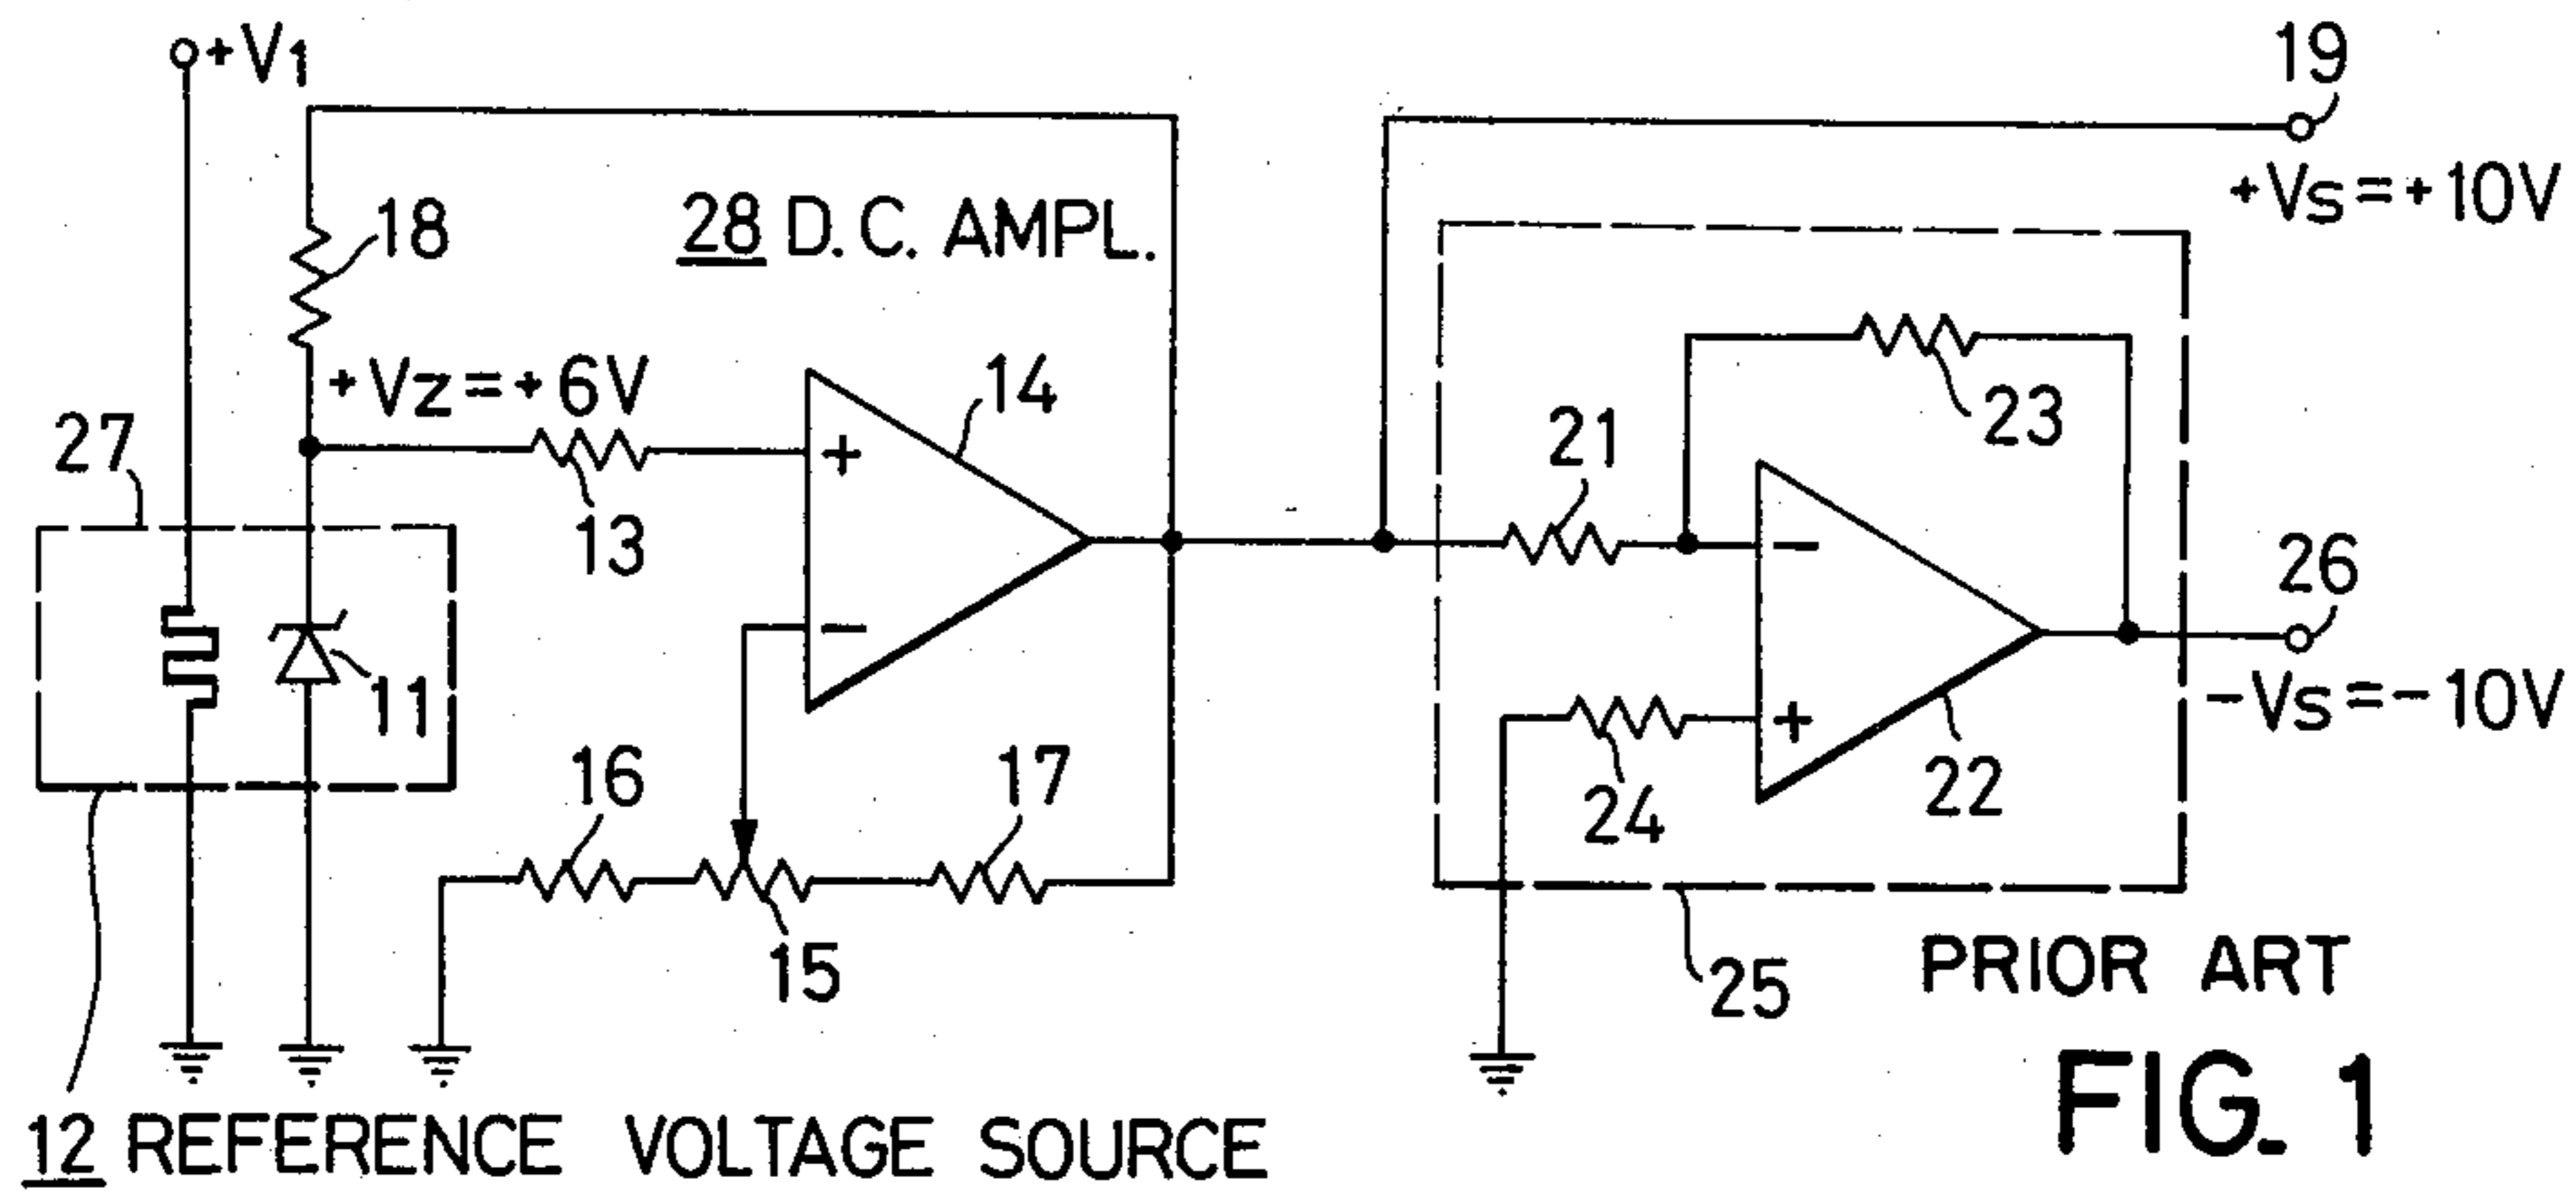 +V1
19
+Vs=+10V
18
28 D.C. AMPL.
+Vz=+6V
14
27
13
21
23
+
−
−
+
26
−Vs=−10V
11
16
17
15
24
22
25
PRIOR ART
FIG. 1
12 REFERENCE VOLTAGE SOURCE